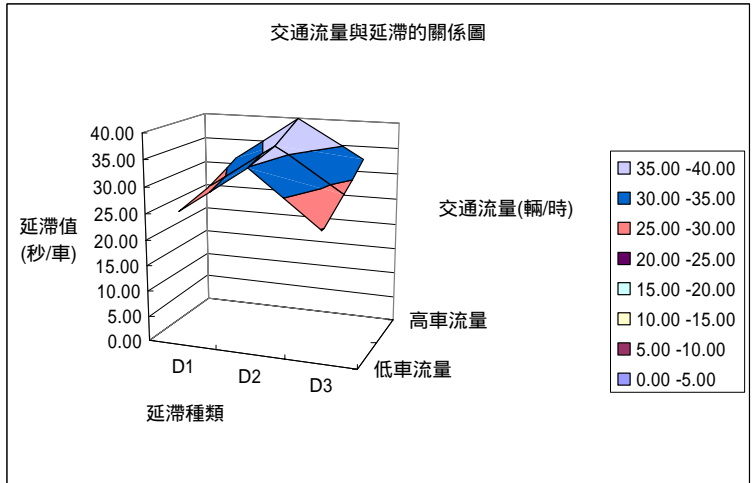 交通流量與延滯的關係圖
40.00
35.00
30.00
25.00
20.00
15.00
10.00
5.00
0.00
延滯值
(秒/車)
D1
D2
D3
延滯種類
交通流量(輛/時)
高車流量
低車流量
35.00 -40.00
30.00 -35.00
25.00 -30.00
20.00 -25.00
15.00 -20.00
10.00 -15.00
5.00 -10.00
0.00 -5.00